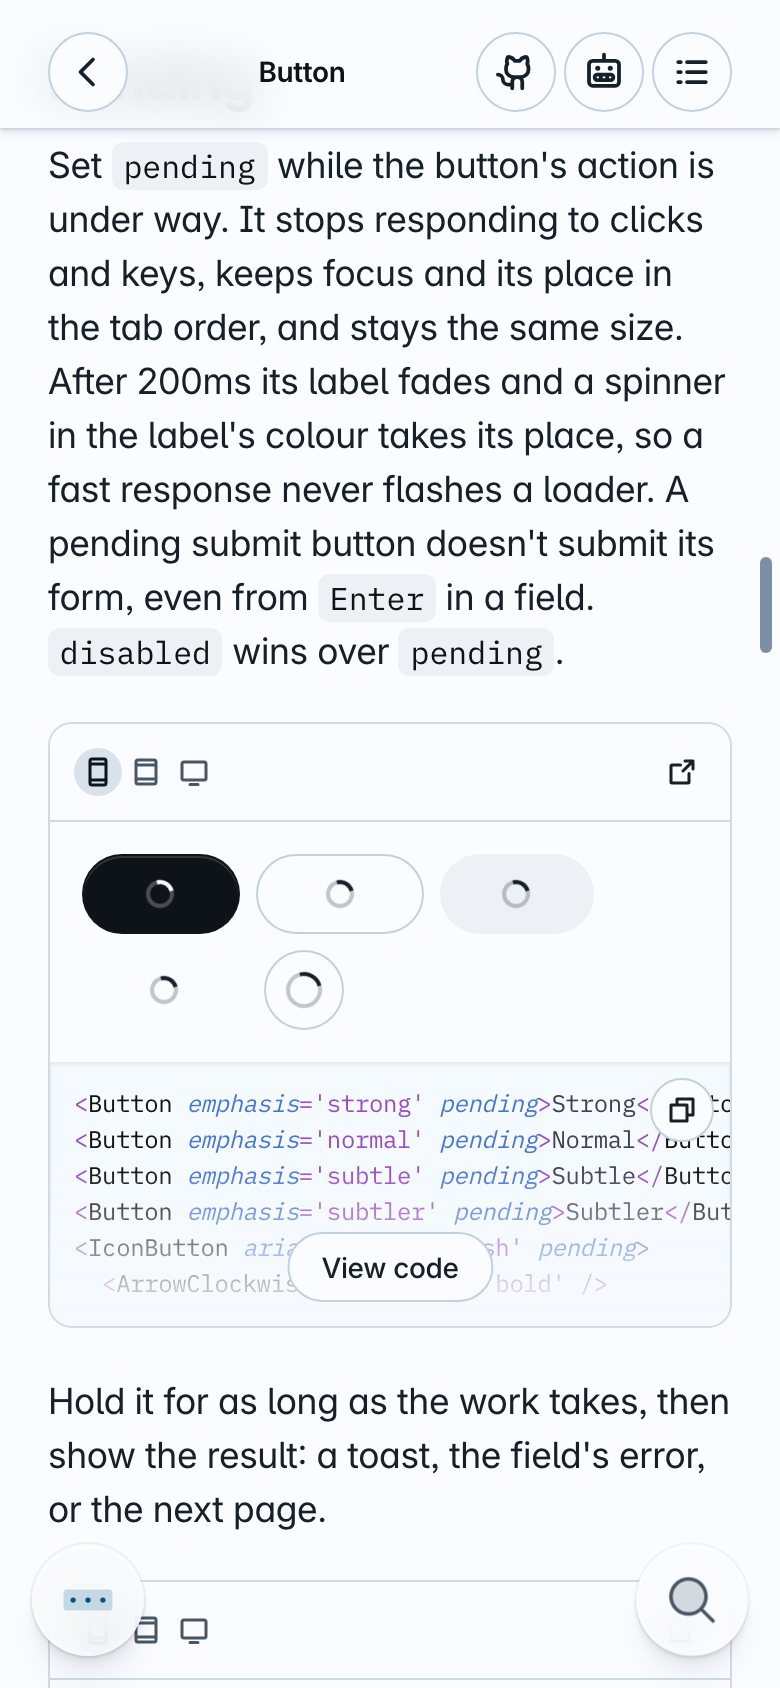 Button
Set pending while the button's action is
under way. It stops responding to clicks
and keys, keeps focus and its place in
the tab order, and stays the same size.
After 200ms its label fades and a spinner
in the label's colour takes its place, so a
fast response never flashes a loader. A
pending submit button doesn't submit its
form, even from Enter in a field.
disabled wins over pending.
<Button emphasis='strong' pending>Strong<
<Button emphasis='normal' pending>Normal</Butto
<Button emphasis='subtle' pending>Subtle</Butto
<Button emphasis='subtler' pending>Subtler</But
<IconButton aria sh' pending>
View code
<ArrowClockwis bold' />
Hold it for as long as the work takes, then
show the result: a toast, the field's error,
or the next page.